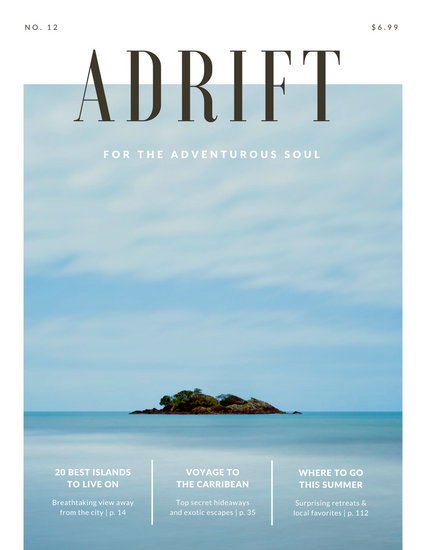 NO. 12 $6.99
ADRIFT
FOR THE ADVENTUROUS SOUL
20 BEST ISLANDS
TO LIVE ON
Breathtaking view away
from the city | p. 14
VOYAGE TO
THE CARRIBEAN
Top secret hideaways
and exotic escapes | p. 35
WHERE TO GO
THIS SUMMER
Surprising retreats &
local favorites | p. 112